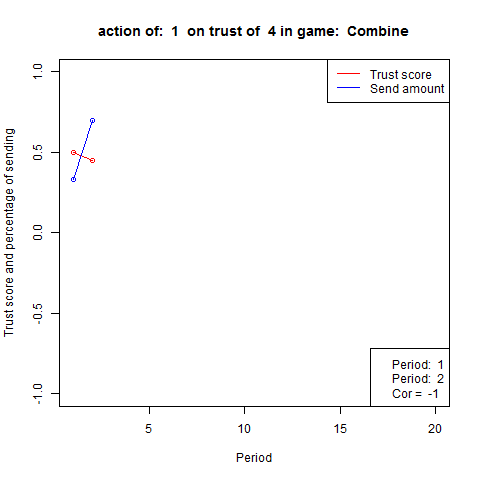 action of:  1  on trust of  4 in game:  Combine
Trust score
Send amount
Trust score and percentage of sending
1.0
0.5
0.0
-0.5
-1.0
Period:  1
Period:  2
Cor =  -1
5
10
15
20
Period